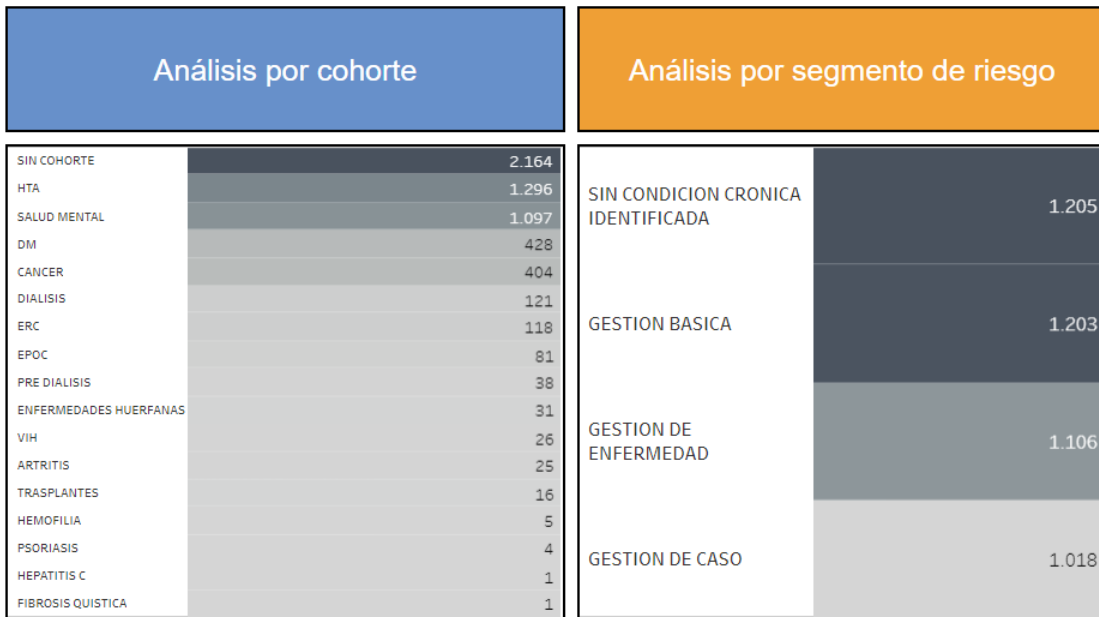 Análisis por cohorte
SIN COHORTE 2.164
HTA 1.296
SALUD MENTAL 1.097
DM 428
CANCER 404
DIALISIS 121
ERC 118
EPOC 81
PRE DIALISIS 38
ENFERMEDADES HUERFANAS 31
VIH 26
ARTRITIS 25
TRASPLANTES 16
HEMOFILIA 5
PSORIASIS 4
HEPATITIS C 1
FIBROSIS QUISTICA 1
Análisis por segmento de riesgo
SIN CONDICION CRONICA
IDENTIFICADA 1.205
GESTION BASICA 1.203
GESTION DE
ENFERMEDAD 1.106
GESTION DE CASO 1.018